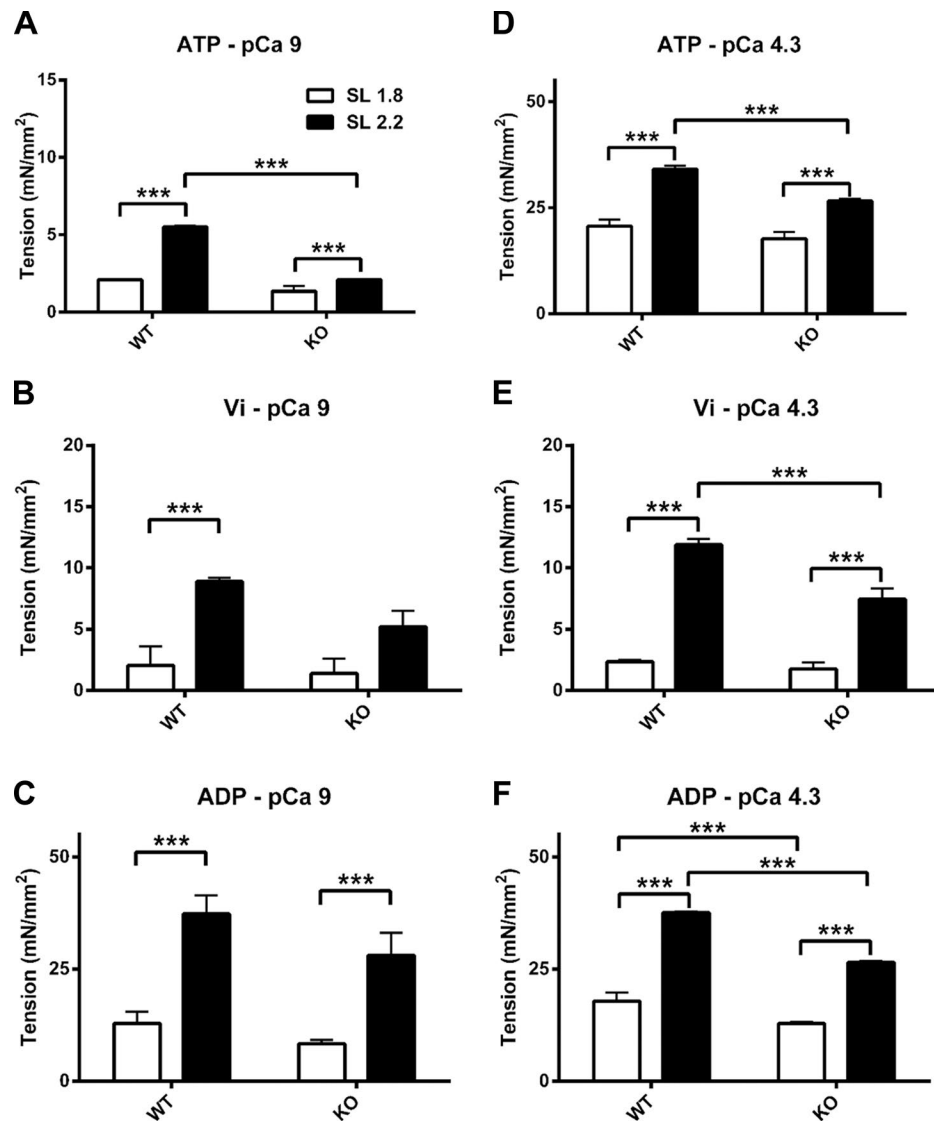 A
ATP - pCa 9
Tension (mN/mm²)
15
10
5
0
SL 1.8
SL 2.2
***
***
***
WT
KO
D
ATP - pCa 4.3
Tension (mN/mm²)
50
25
0
***
***
***
WT
KO
B
Vi - pCa 9
Tension (mN/mm²)
20
15
10
5
0
***
WT
KO
E
Vi - pCa 4.3
Tension (mN/mm²)
20
15
10
5
0
***
***
***
WT
KO
C
ADP - pCa 9
Tension (mN/mm²)
50
25
0
***
***
WT
KO
F
ADP - pCa 4.3
Tension (mN/mm²)
50
25
0
***
***
***
***
WT
KO